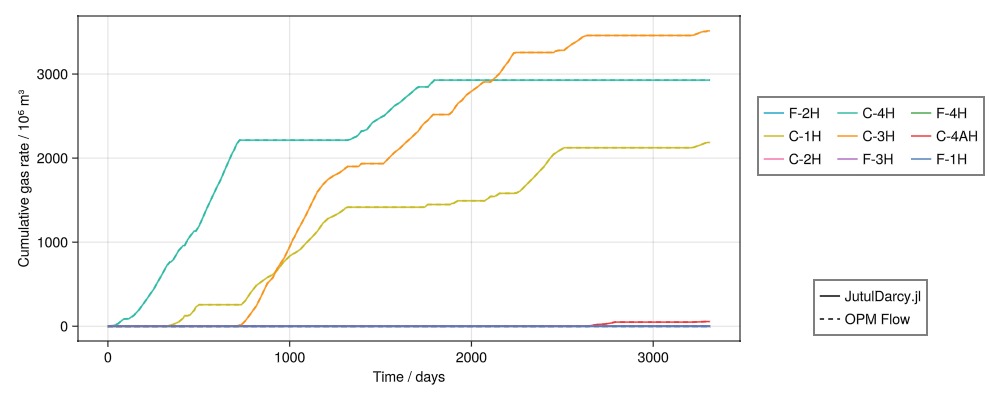 Cumulative gas rate / 10⁶ m³
3000
2000
1000
0
0 1000 2000 3000
Time / days
F-2H C-4H F-4H
C-1H C-3H C-4AH
C-2H F-3H F-1H
JutulDarcy.jl
OPM Flow